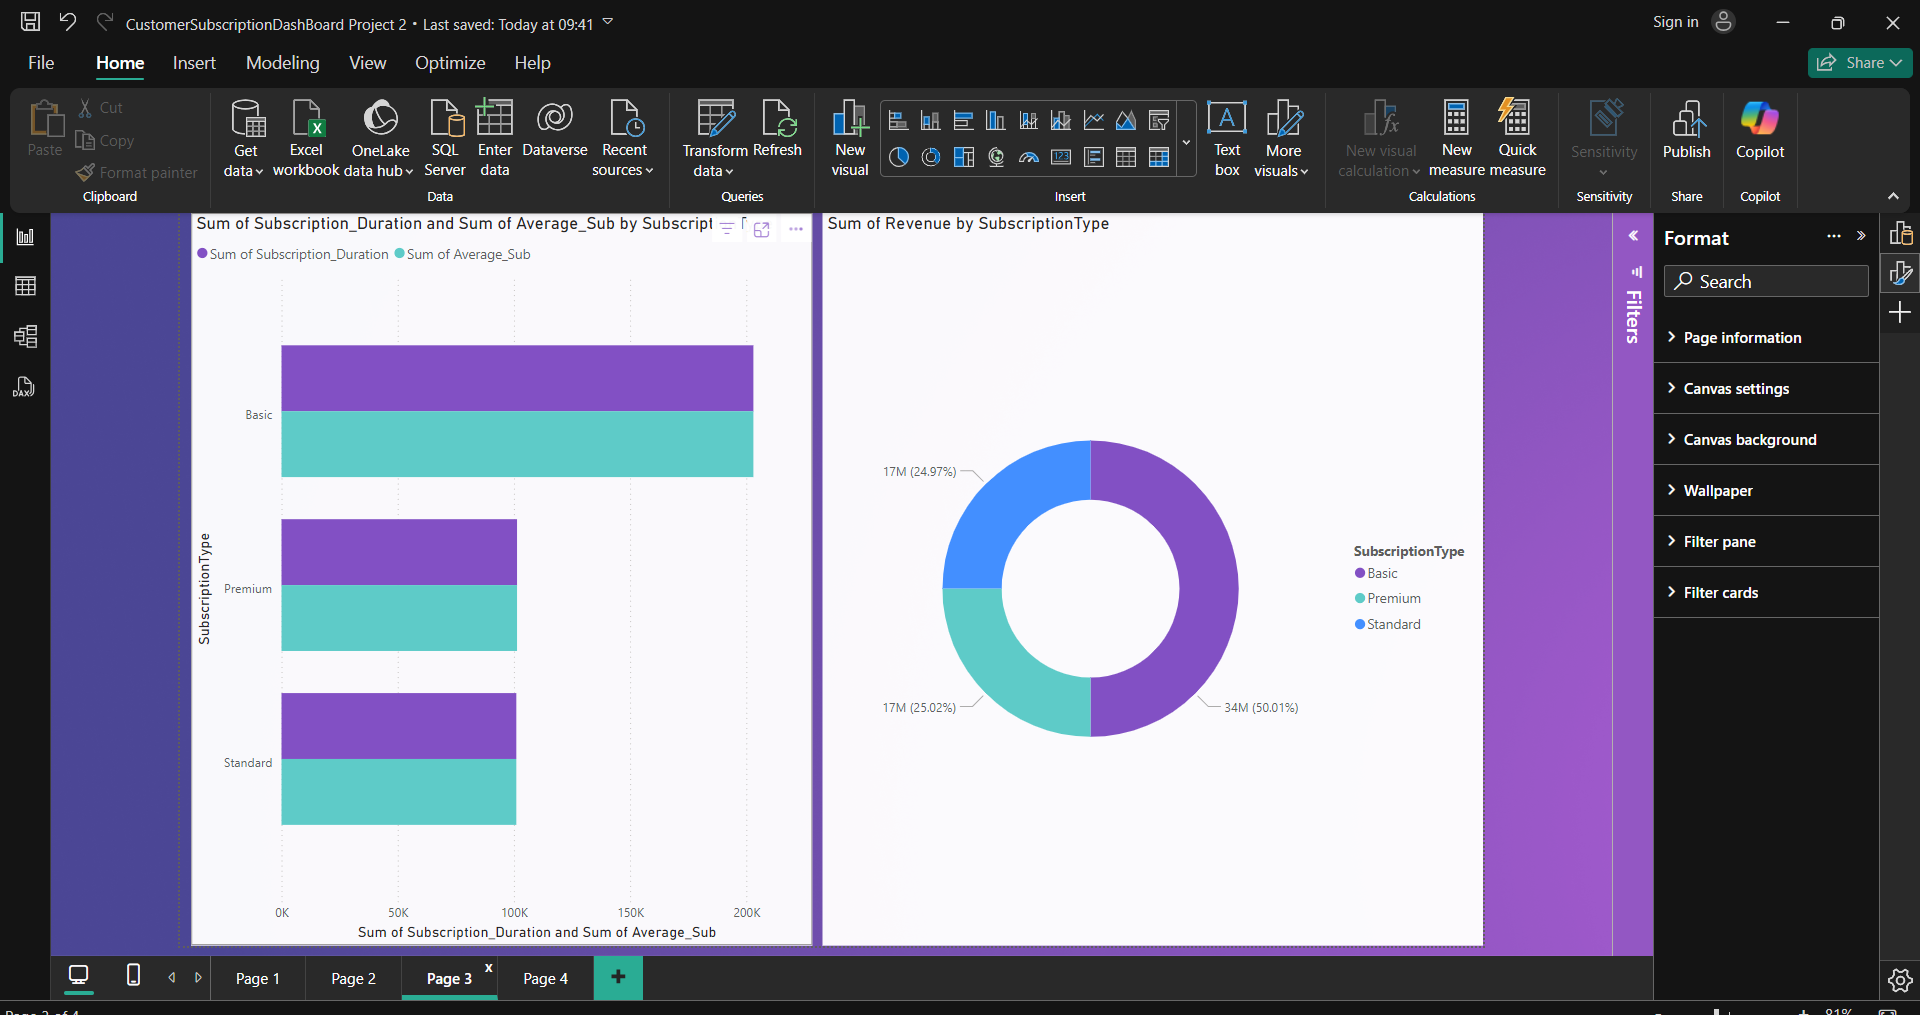 CustomerSubscriptionDashBoard Project 2 • Last saved: Today at 09:41
Sign in
File
Home
Insert
Modeling
View
Optimize
Help
Share
Paste
Cut
Copy
Format painter
Clipboard
Get data
Excel workbook
OneLake data hub
SQL Server
Enter data
Dataverse
Recent sources
Data
Transform data
Refresh
Queries
New visual
Text box
More visuals
Insert
New visual calculation
New measure
Quick measure
Calculations
Sensitivity
Sensitivity
Publish
Share
Copilot
Copilot
DAX
Sum of Subscription_Duration and Sum of Average_Sub by Subscript
Sum of Subscription_Duration
Sum of Average_Sub
SubscriptionType
Basic
Premium
Standard
0K
50K
100K
150K
200K
Sum of Subscription_Duration and Sum of Average_Sub
Sum of Revenue by SubscriptionType
17M (24.97%)
17M (25.02%)
34M (50.01%)
SubscriptionType
Basic
Premium
Standard
Filters
Format
Search
Page information
Canvas settings
Canvas background
Wallpaper
Filter pane
Filter cards
Page 1
Page 2
Page 3
x
Page 4
81%